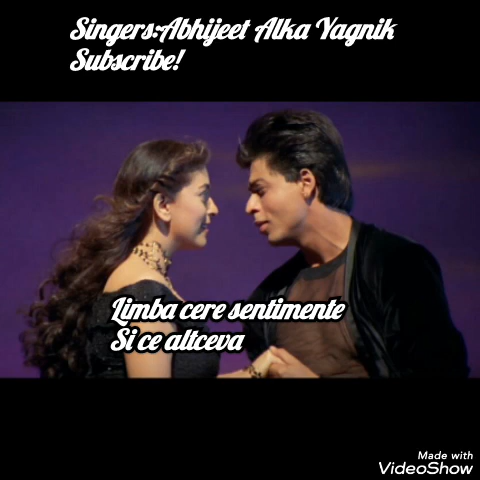 Singers:Abhijeet Alka Yagnik
Subscribe!
Limba cere sentimente
Si ce altceva
Made with
VideoShow